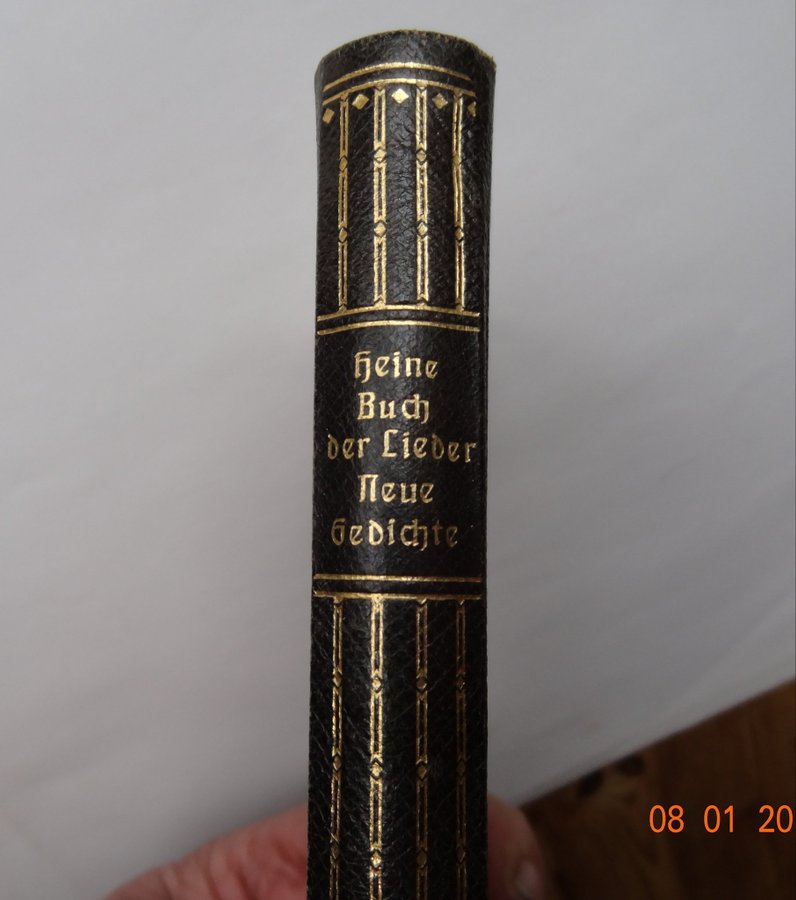 Heine
Buch
der Lieder
Neue
Gedichte
08 01 20